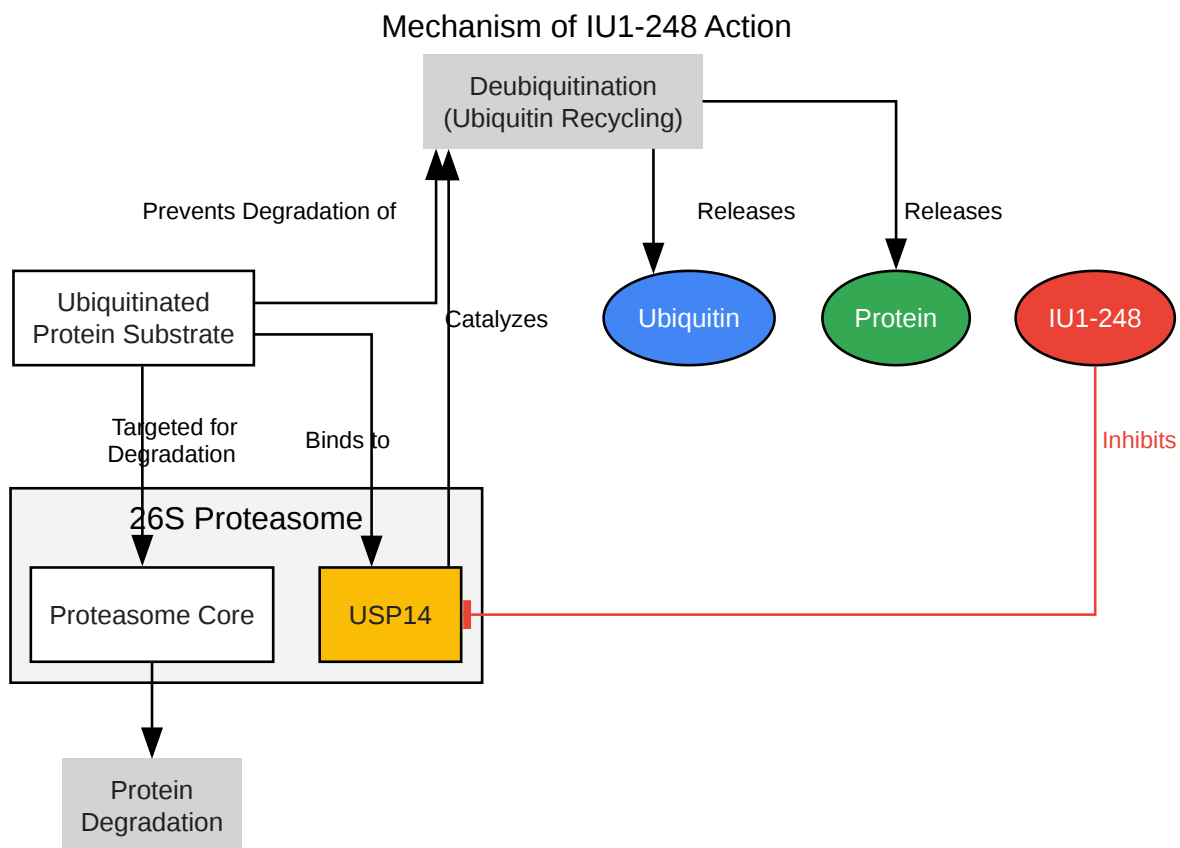 Mechanism of IU1-248 Action
Deubiquitination
(Ubiquitin Recycling)
Prevents Degradation of
Releases
Releases
Ubiquitinated
Protein Substrate
Catalyzes
Ubiquitin
Protein
IU1-248
Targeted for
Degradation
Binds to
Inhibits
26S Proteasome
Proteasome Core
USP14
Protein
Degradation